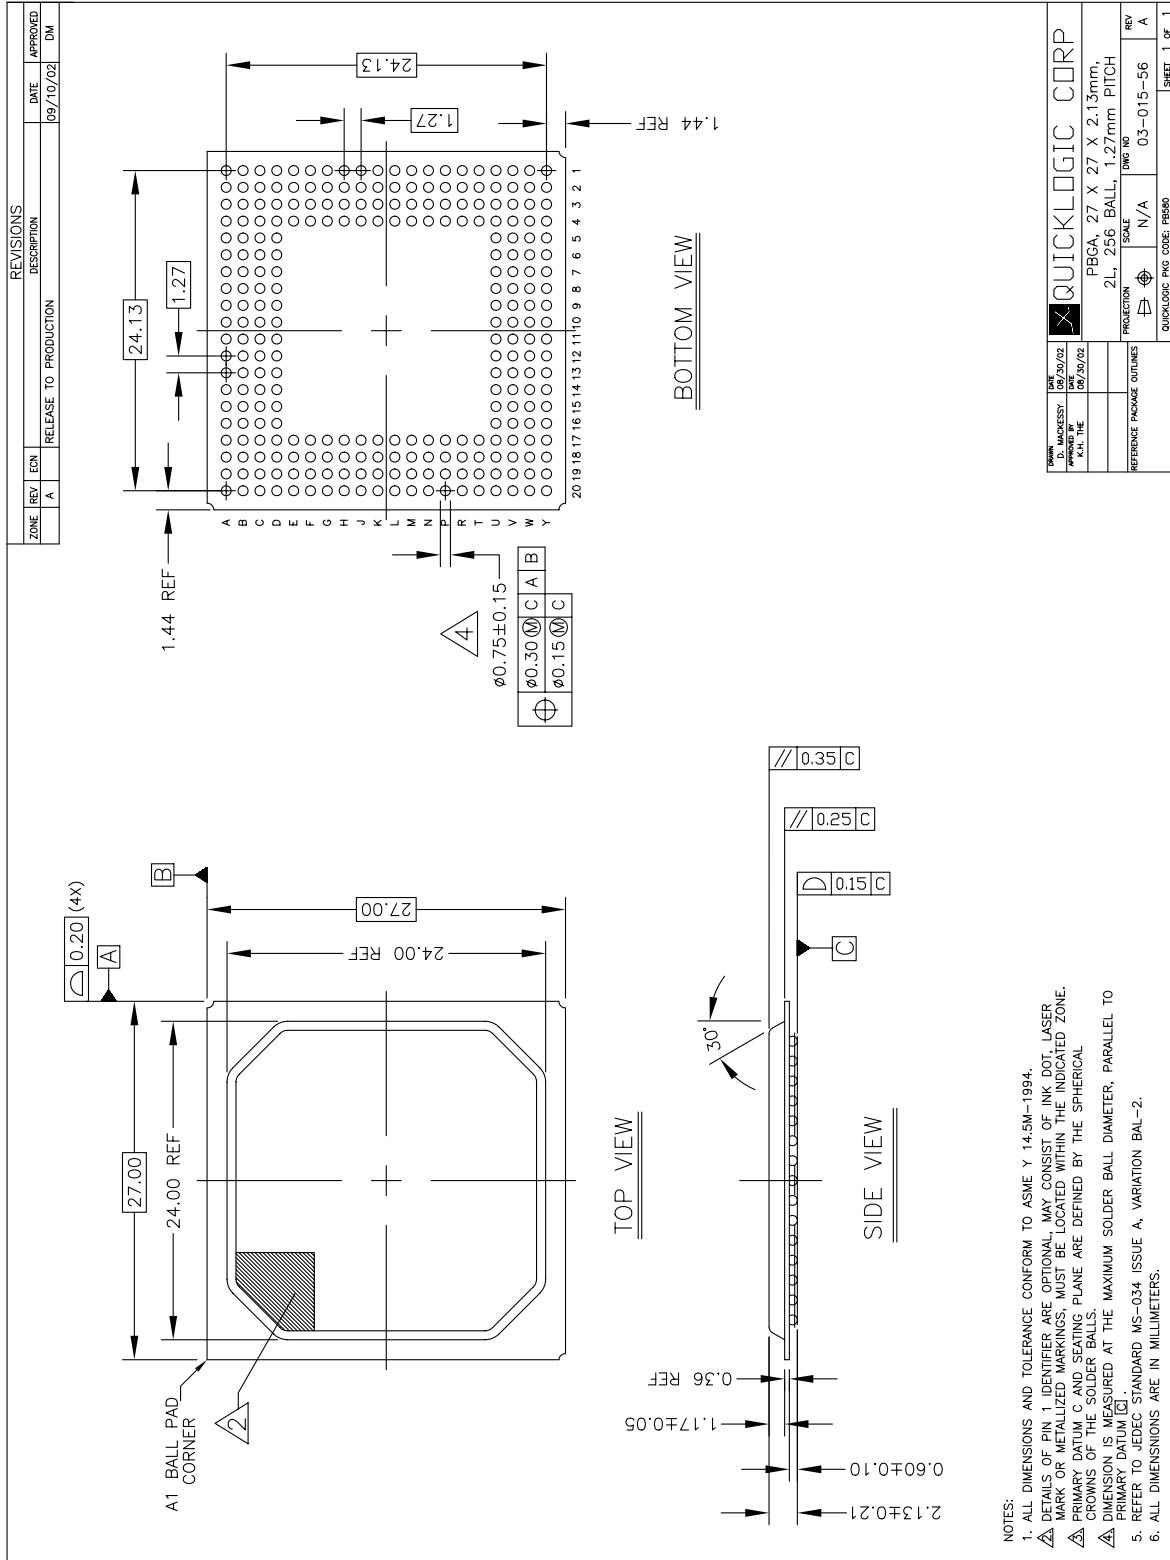 REVISIONS
ZONE REV ECN DESCRIPTION DATE APPROVED
A RELEASE TO PRODUCTION 09/10/02 DM
A1 BALL PAD
CORNER
2
27.00
24.00 REF
⌓ 0.20 (4X)
A
B
27.00
24.00 REF
TOP VIEW
1.44 REF
24.13
1.27
24.13
1.27
1.44 REF
A
B
C
D
E
F
G
H
J
K
L
M
N
P
R
T
U
V
W
Y
20 19 18 17 16 15 14 13 12 11 10 9 8 7 6 5 4 3 2 1
4
ø0.75±0.15
⌖ ø0.30 Ⓜ C A B
ø0.15 Ⓜ C
BOTTOM VIEW
30°
// 0.35 C
// 0.25 C
⌓ 0.15 C
C
0.36 REF
1.17±0.05
0.60±0.10
2.13±0.21
SIDE VIEW
NOTES:
1. ALL DIMENSIONS AND TOLERANCE CONFORM TO ASME Y 14.5M-1994.
2 DETAILS OF PIN 1 IDENTIFIER ARE OPTIONAL, MAY CONSIST OF INK DOT, LASER
MARK OR METALLIZED MARKINGS, MUST BE LOCATED WITHIN THE INDICATED ZONE.
3 PRIMARY DATUM C AND SEATING PLANE ARE DEFINED BY THE SPHERICAL
CROWNS OF THE SOLDER BALLS.
4 DIMENSION IS MEASURED AT THE MAXIMUM SOLDER BALL DIAMETER, PARALLEL TO
PRIMARY DATUM C .
5. REFER TO JEDEC STANDARD MS-034 ISSUE A, VARIATION BAL-2.
6. ALL DIMENSNIONS ARE IN MILLIMETERS.
DRAWN DATE
D. MACKESSY 08/30/02
APPROVED BY DATE
K.H. THE 08/30/02
REFERENCE PACKAGE OUTLINES
QUICKLOGIC CORP
PBGA, 27 X 27 X 2.13mm,
2L, 256 BALL, 1.27mm PITCH
PROJECTION SCALE DWG NO REV
N/A 03-015-56 A
QUICKLOGIC PKG CODE: PB580 SHEET 1 OF 1